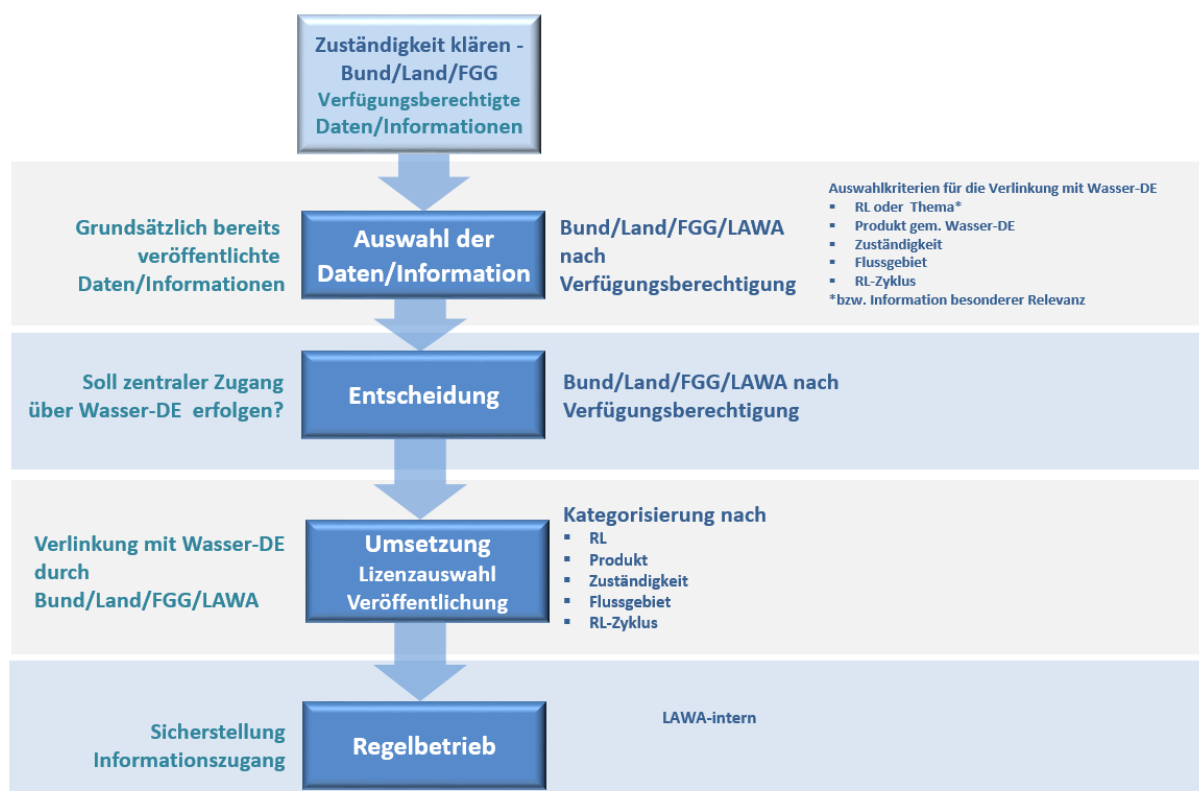 Zuständigkeit klären -
Bund/Land/FGG
Verfügungsberechtigte
Daten/Informationen
Grundsätzlich bereits
veröffentlichte
Daten/Informationen
Auswahl der
Daten/Information
Bund/Land/FGG/LAWA
nach
Verfügungsberechtigung
Auswahlkriterien für die Verlinkung mit Wasser-DE
▪ RL oder Thema*
▪ Produkt gem. Wasser-DE
▪ Zuständigkeit
▪ Flussgebiet
▪ RL-Zyklus
*bzw. Information besonderer Relevanz
Soll zentraler Zugang
über Wasser-DE erfolgen?
Entscheidung
Bund/Land/FGG/LAWA nach
Verfügungsberechtigung
Verlinkung mit Wasser-DE
durch
Bund/Land/FGG/LAWA
Umsetzung
Lizenzauswahl
Veröffentlichung
Kategorisierung nach
▪ RL
▪ Produkt
▪ Zuständigkeit
▪ Flussgebiet
▪ RL-Zyklus
Sicherstellung
Informationszugang
Regelbetrieb
LAWA-intern